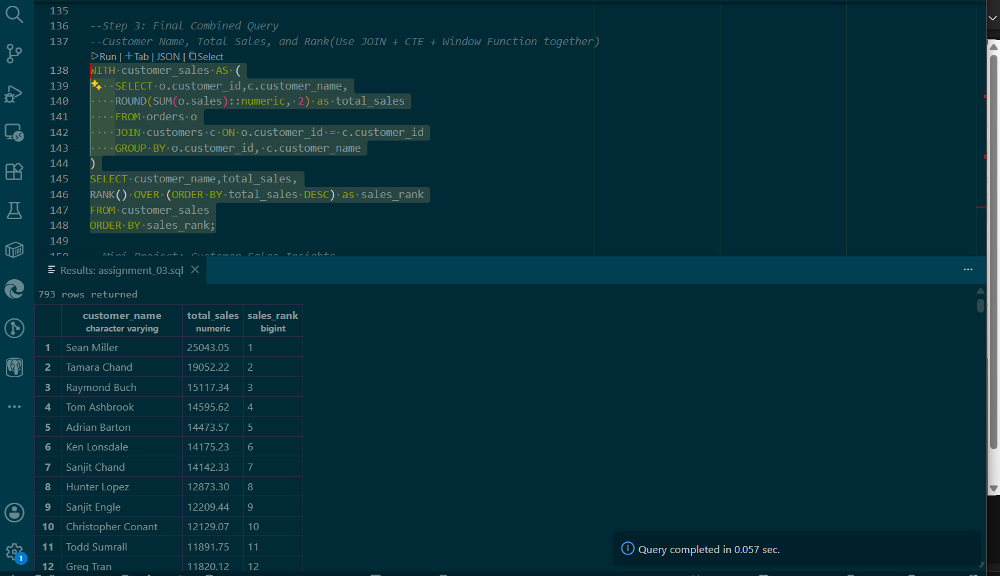 135
136 --Step 3: Final Combined Query
137 --Customer Name, Total Sales, and Rank(Use JOIN + CTE + Window Function together)
▷Run | +Tab | JSON | Select
138 WITH customer_sales AS (
139 SELECT o.customer_id,c.customer_name,
140 ROUND(SUM(o.sales)::numeric, 2) as total_sales
141 FROM orders o
142 JOIN customers c ON o.customer_id = c.customer_id
143 GROUP BY o.customer_id, c.customer_name
144 )
145 SELECT customer_name,total_sales,
146 RANK() OVER (ORDER BY total_sales DESC) as sales_rank
147 FROM customer_sales
148 ORDER BY sales_rank;
149
150 --Mini Project: Customer Sales Insights
Results: assignment_03.sql
793 rows returned
customer_name total_sales sales_rank
character varying numeric bigint
1 Sean Miller 25043.05 1
2 Tamara Chand 19052.22 2
3 Raymond Buch 15117.34 3
4 Tom Ashbrook 14595.62 4
5 Adrian Barton 14473.57 5
6 Ken Lonsdale 14175.23 6
7 Sanjit Chand 14142.33 7
8 Hunter Lopez 12873.30 8
9 Sanjit Engle 12209.44 9
10 Christopher Conant 12129.07 10
11 Todd Sumrall 11891.75 11
12 Greg Tran 11820.12 12
Query completed in 0.057 sec.
1